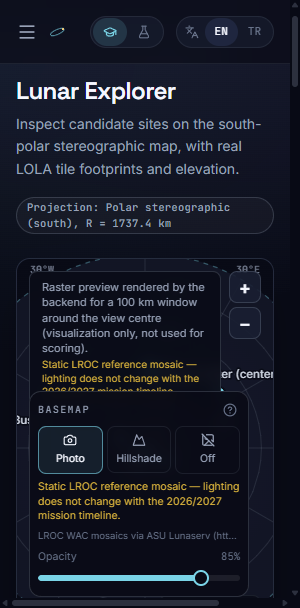 EN
TR
Lunar Explorer
Inspect candidate sites on the south-
polar stereographic map, with real
LOLA tile footprints and elevation.
Projection: Polar stereographic
(south), R = 1737.4 km
30°W
30°E
Raster preview rendered by the
backend for a 100 km window
around the view centre
(visualization only, not used for
scoring).
Static LROC reference mosaic —
lighting does not change with the
2026/2027 mission timeline.
+
−
er (center
BASEMAP
?
Photo
Hillshade
Off
Static LROC reference mosaic — lighting
does not change with the 2026/2027
mission timeline.
LROC WAC mosaics via ASU Lunaserv (htt…
Opacity
85%